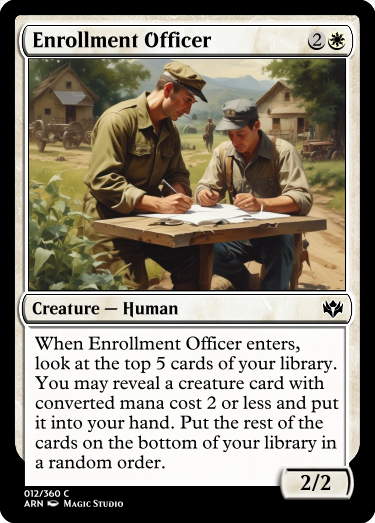 Enrollment Officer 2
Creature — Human
When Enrollment Officer enters,
look at the top 5 cards of your library.
You may reveal a creature card with
converted mana cost 2 or less and put
it into your hand. Put the rest of the
cards on the bottom of your library in
a random order.
2/2
012/360 C
ARN Magic Studio